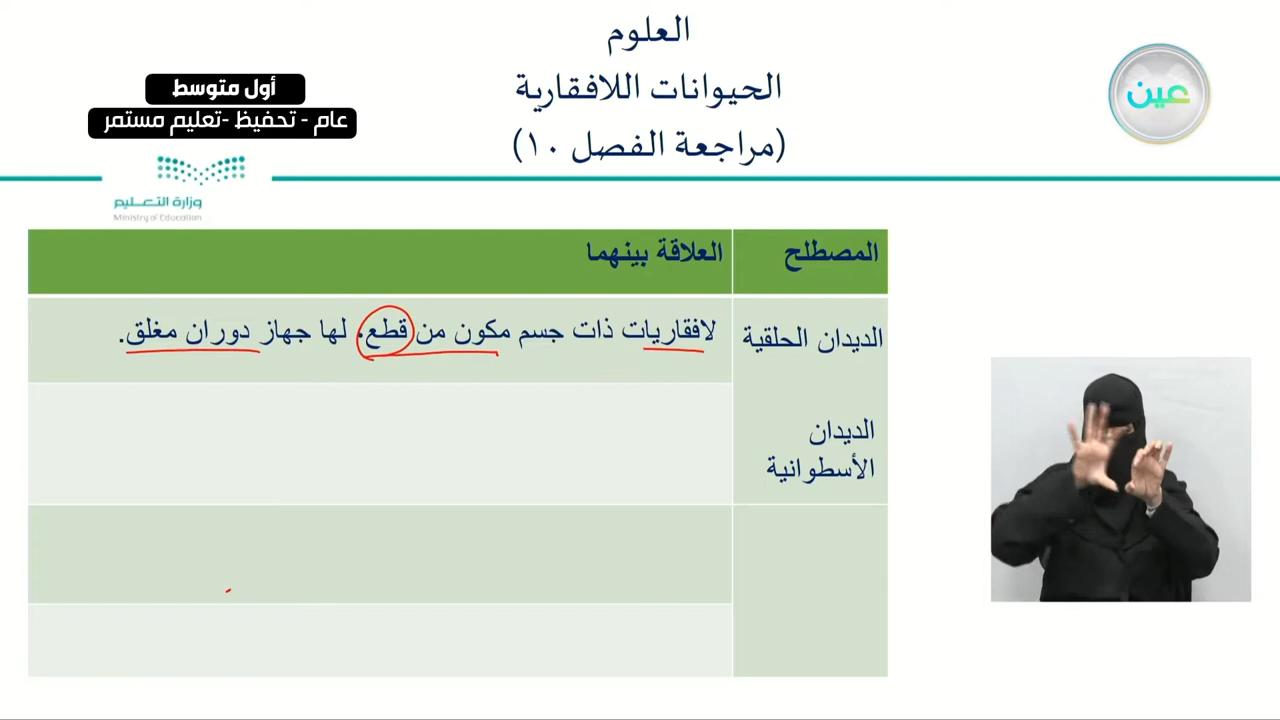 العلوم
الحيوانات اللافقارية
(مراجعة الفصل ١٠)
أول متوسط
عام - تحفيظ -تعليم مستمر
عين
وزارة التعليم
Ministry of Education
المصطلح
العلاقة بينهما
الديدان الحلقية
لافقاريات ذات جسم مكون من قطع. لها جهاز دوران مغلق.
الديدان
الأسطوانية